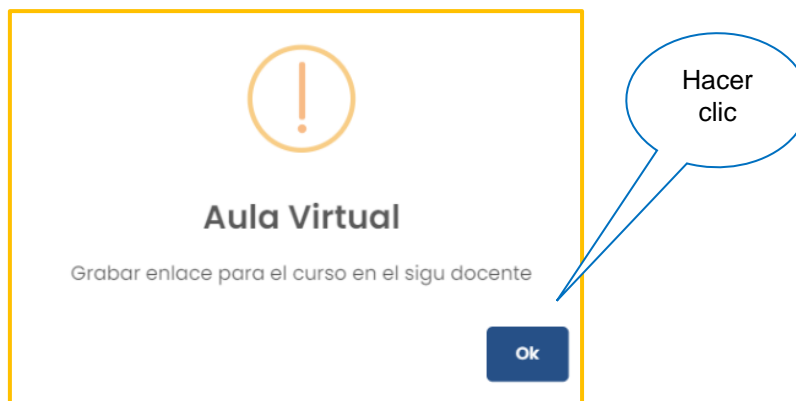 Hacer
clic
Aula Virtual
Grabar enlace para el curso en el sigu docente
Ok